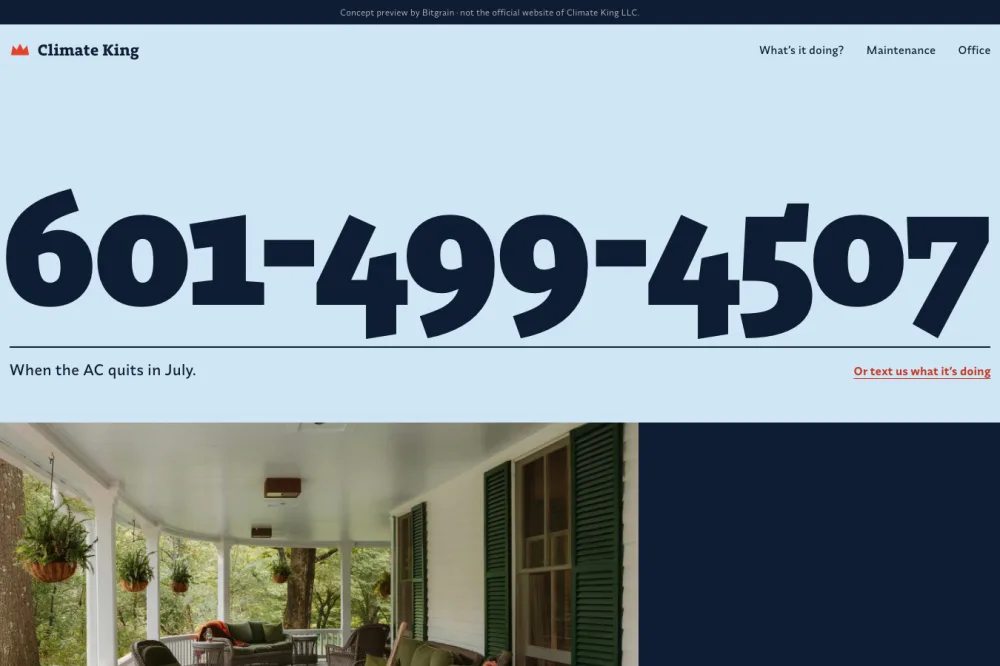 Concept preview by Bitgrain · not the official website of Climate King LLC.
Climate King
What's it doing?
Maintenance
Office
601-499-4507
When the AC quits in July.
Or text us what it's doing